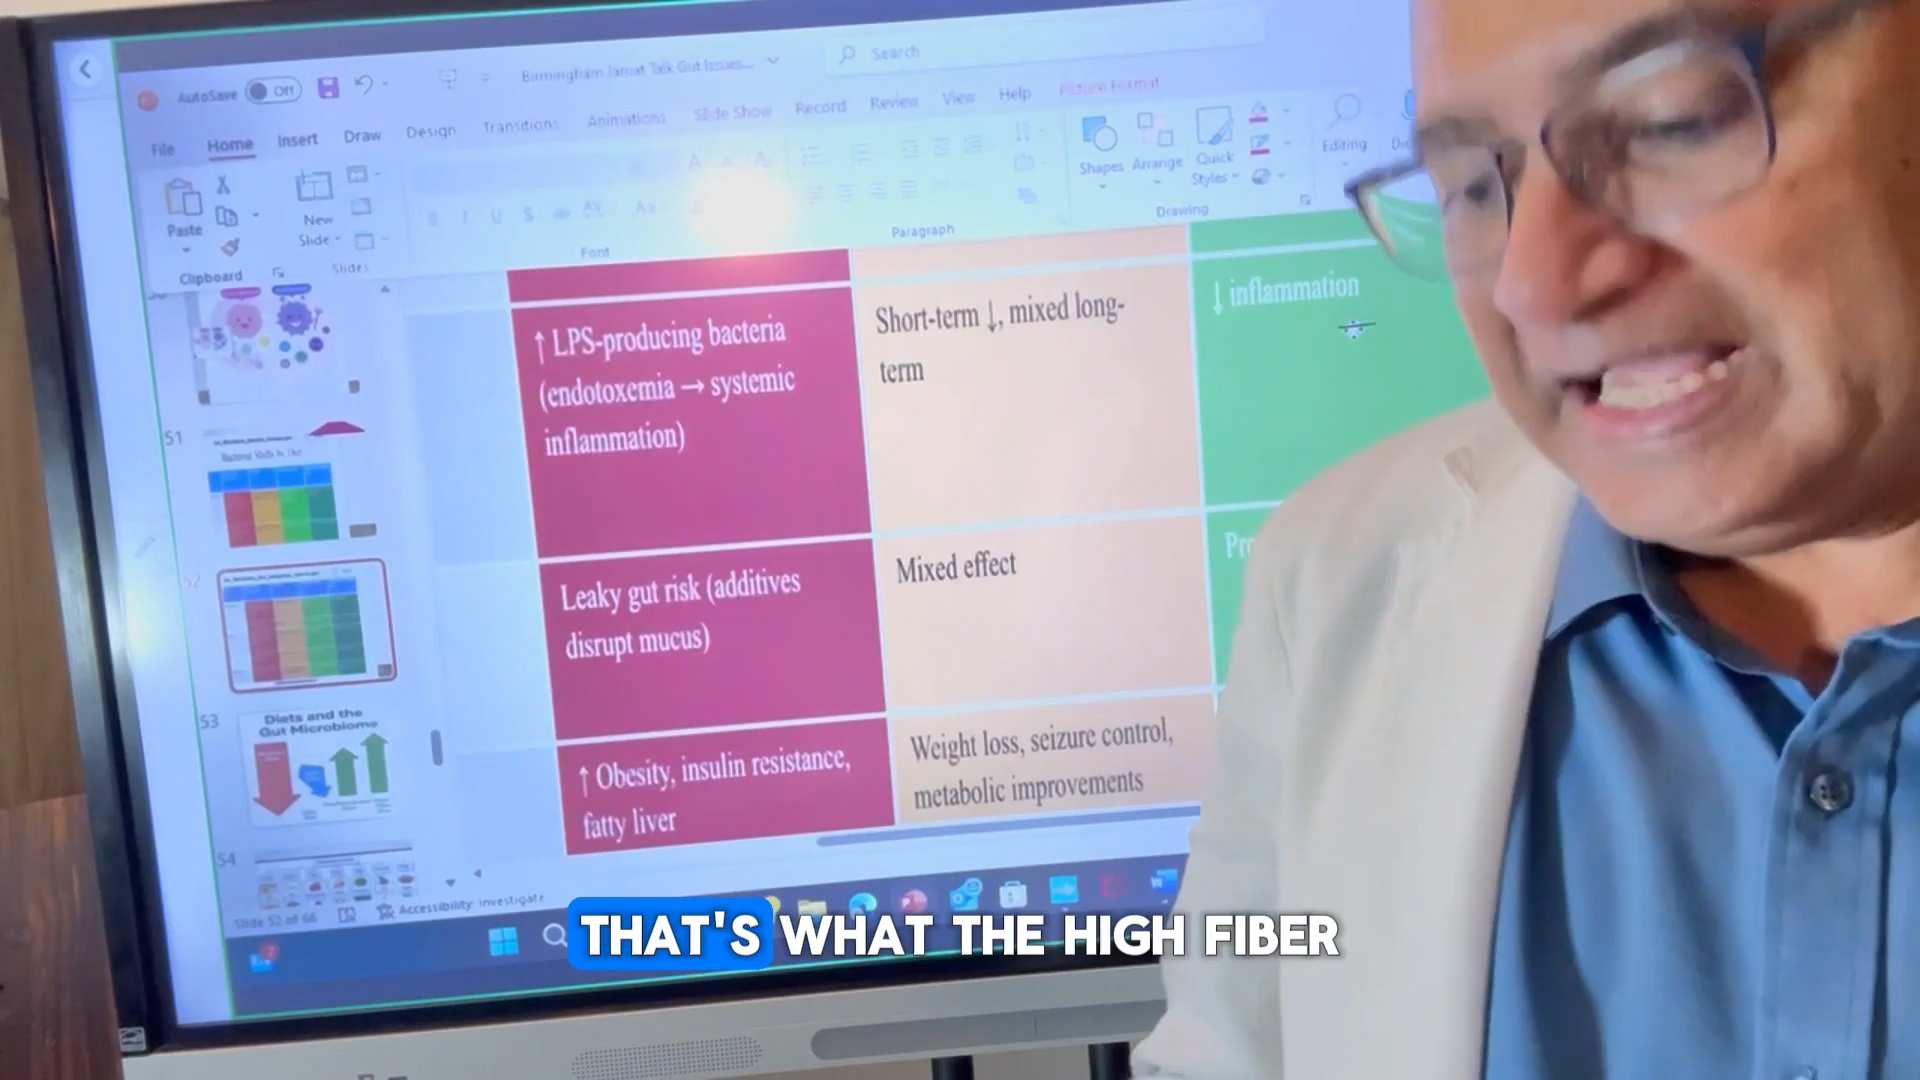 AutoSave Off
Birmingham Jamat Talk Gut Issues...
Search
File Home Insert Draw Design Transitions Animations Slide Show Record Review View Help Picture Format
Paste
New
Slide
Shapes Arrange Quick
Styles
Editing
Clipboard
Slides
Font
Paragraph
Drawing
51
52
53
Diets and the
Gut Microbiome
54
↑ LPS-producing bacteria
(endotoxemia → systemic
inflammation)
Short-term ↓, mixed long-
term
↓ inflammation
Leaky gut risk (additives
disrupt mucus)
Mixed effect
↑ Obesity, insulin resistance,
fatty liver
Weight loss, seizure control,
metabolic improvements
Slide 52 of 66
Accessibility: Investigate
THAT'S WHAT THE HIGH FIBER